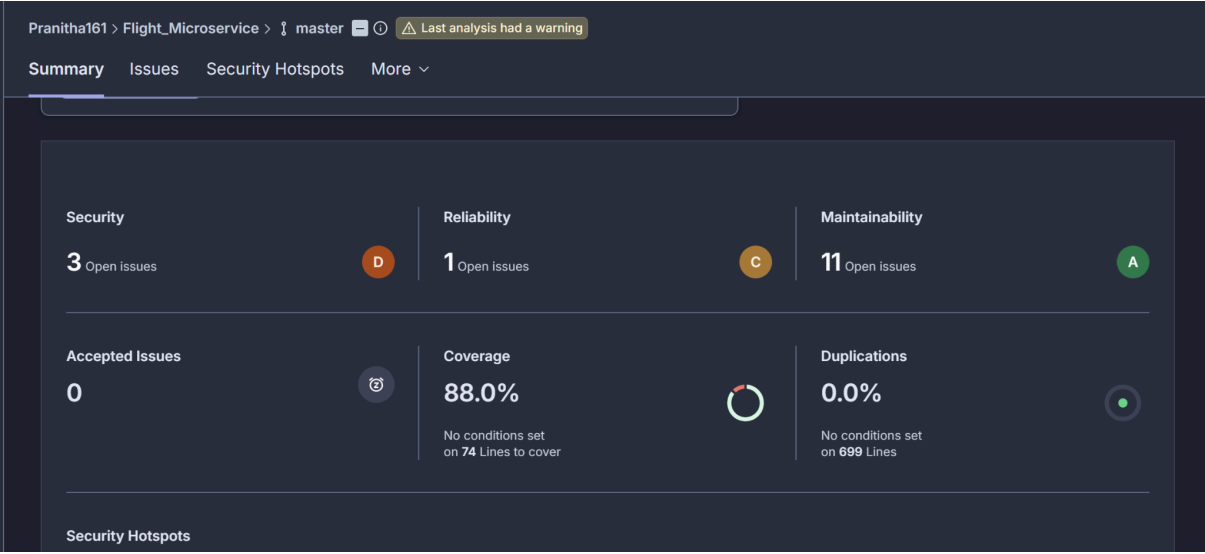 Pranitha161 > Flight_Microservice > master Last analysis had a warning
Summary Issues Security Hotspots More
Security Reliability Maintainability
3 Open issues D 1 Open issues C 11 Open issues A
Accepted Issues Coverage Duplications
0 88.0% 0.0%
No conditions set No conditions set
on 74 Lines to cover on 699 Lines
Security Hotspots